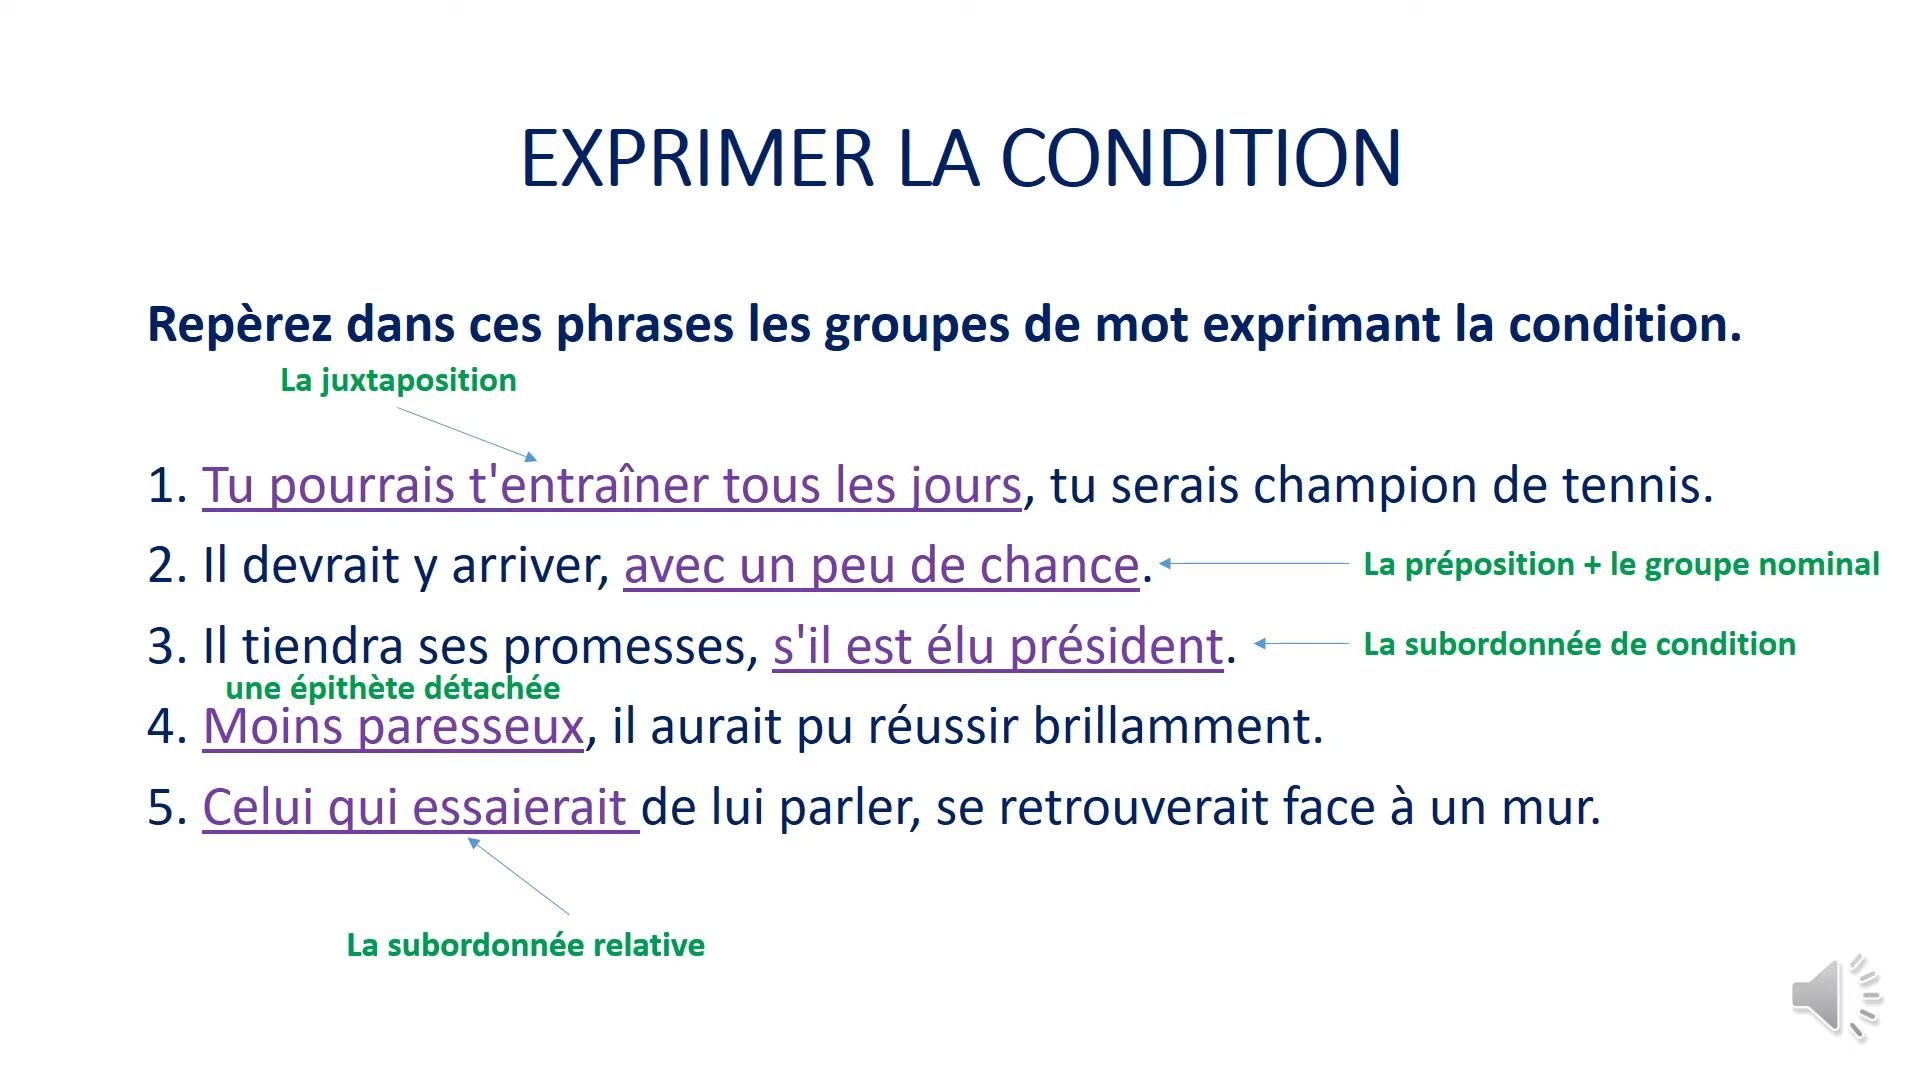 EXPRIMER LA CONDITION
Repèrez dans ces phrases les groupes de mot exprimant la condition.
La juxtaposition
1. Tu pourrais t'entraîner tous les jours, tu serais champion de tennis.
2. Il devrait y arriver, avec un peu de chance.
La préposition + le groupe nominal
3. Il tiendra ses promesses, s'il est élu président.
La subordonnée de condition
une épithète détachée
4. Moins paresseux, il aurait pu réussir brillamment.
5. Celui qui essaierait de lui parler, se retrouverait face à un mur.
La subordonnée relative